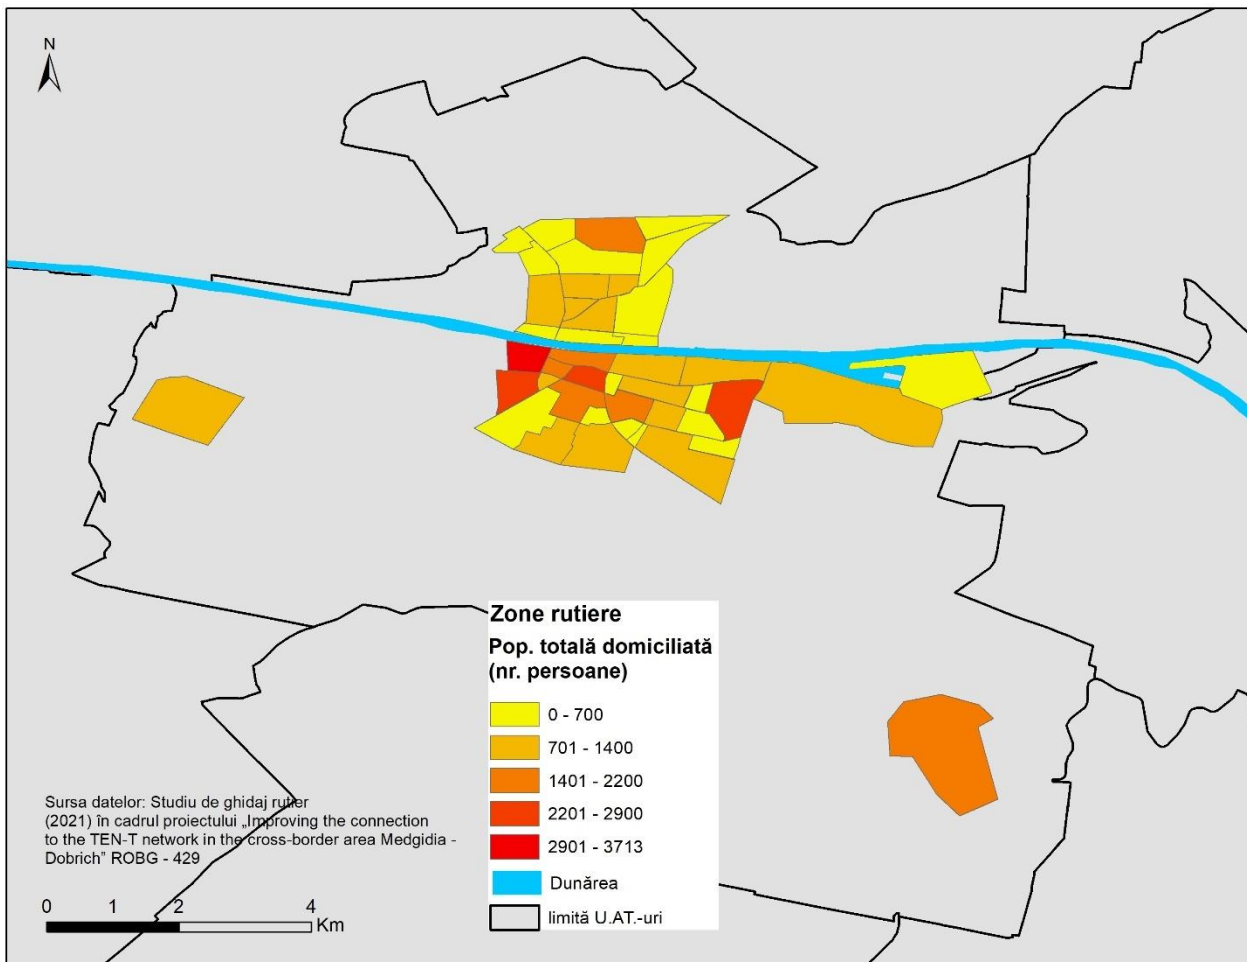 N
Zone rutiere
Pop. totală domiciliată
(nr. persoane)
0 - 700
701 - 1400
1401 - 2200
2201 - 2900
2901 - 3713
Dunărea
limită U.AT.-uri
Sursa datelor: Studiu de ghidaj rutier
(2021) în cadrul proiectului „Improving the connection
to the TEN-T network in the cross-border area Medgidia -
Dobrich” ROBG - 429
0 1 2 4
Km